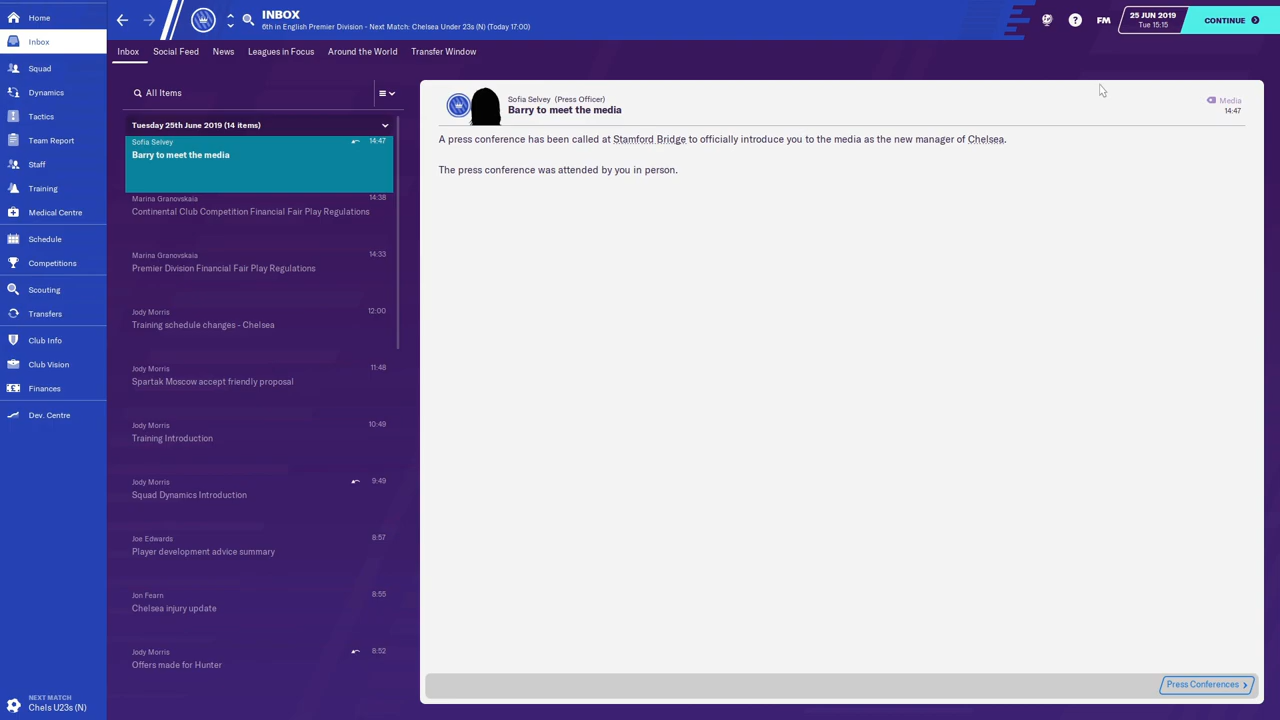 INBOX
6th in English Premier Division - Next Match: Chelsea Under 23s (N) (Today 17:00)
FM
25 JUN 2019
Tue 15:15
CONTINUE
Home
Inbox
Squad
Dynamics
Tactics
Team Report
Staff
Training
Medical Centre
Schedule
Competitions
Scouting
Transfers
Club Info
Club Vision
Finances
Dev. Centre
NEXT MATCH
Chels U23s (N)
Inbox Social Feed News Leagues in Focus Around the World Transfer Window
All Items
Tuesday 25th June 2019 (14 items)
Sofia Selvey 14:47
Barry to meet the media
Marina Granovskaia 14:38
Continental Club Competition Financial Fair Play Regulations
Marina Granovskaia 14:33
Premier Division Financial Fair Play Regulations
Jody Morris 12:00
Training schedule changes - Chelsea
Jody Morris 11:48
Spartak Moscow accept friendly proposal
Jody Morris 10:49
Training Introduction
Jody Morris 9:49
Squad Dynamics Introduction
Joe Edwards 8:57
Player development advice summary
Jon Fearn 8:55
Chelsea injury update
Jody Morris 8:52
Offers made for Hunter
Sofia Selvey (Press Officer)
Barry to meet the media
Media
14:47
A press conference has been called at Stamford Bridge to officially introduce you to the media as the new manager of Chelsea.
The press conference was attended by you in person.
Press Conferences